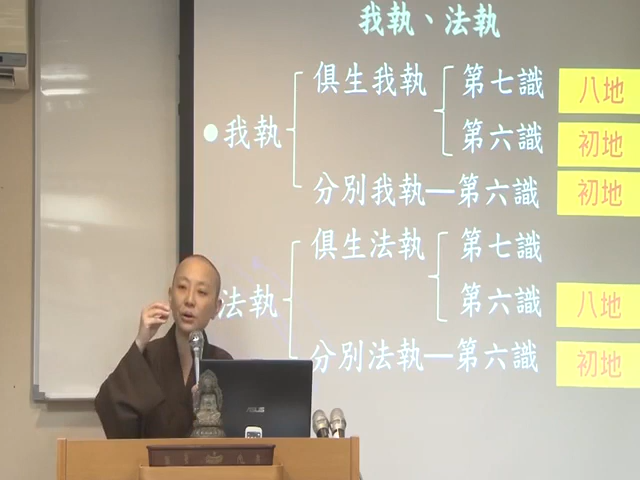 我執、法執
俱生我執 第七識 八地
●我執 第六識 初地
分別我執—第六識 初地
俱生法執 第七識
法執 第六識 八地
分別法執—第六識 初地
ASUS